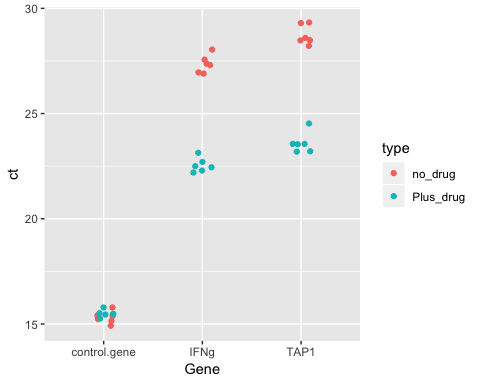 30
25
20
15
ct
control.gene IFNg TAP1
Gene
type
no_drug
Plus_drug